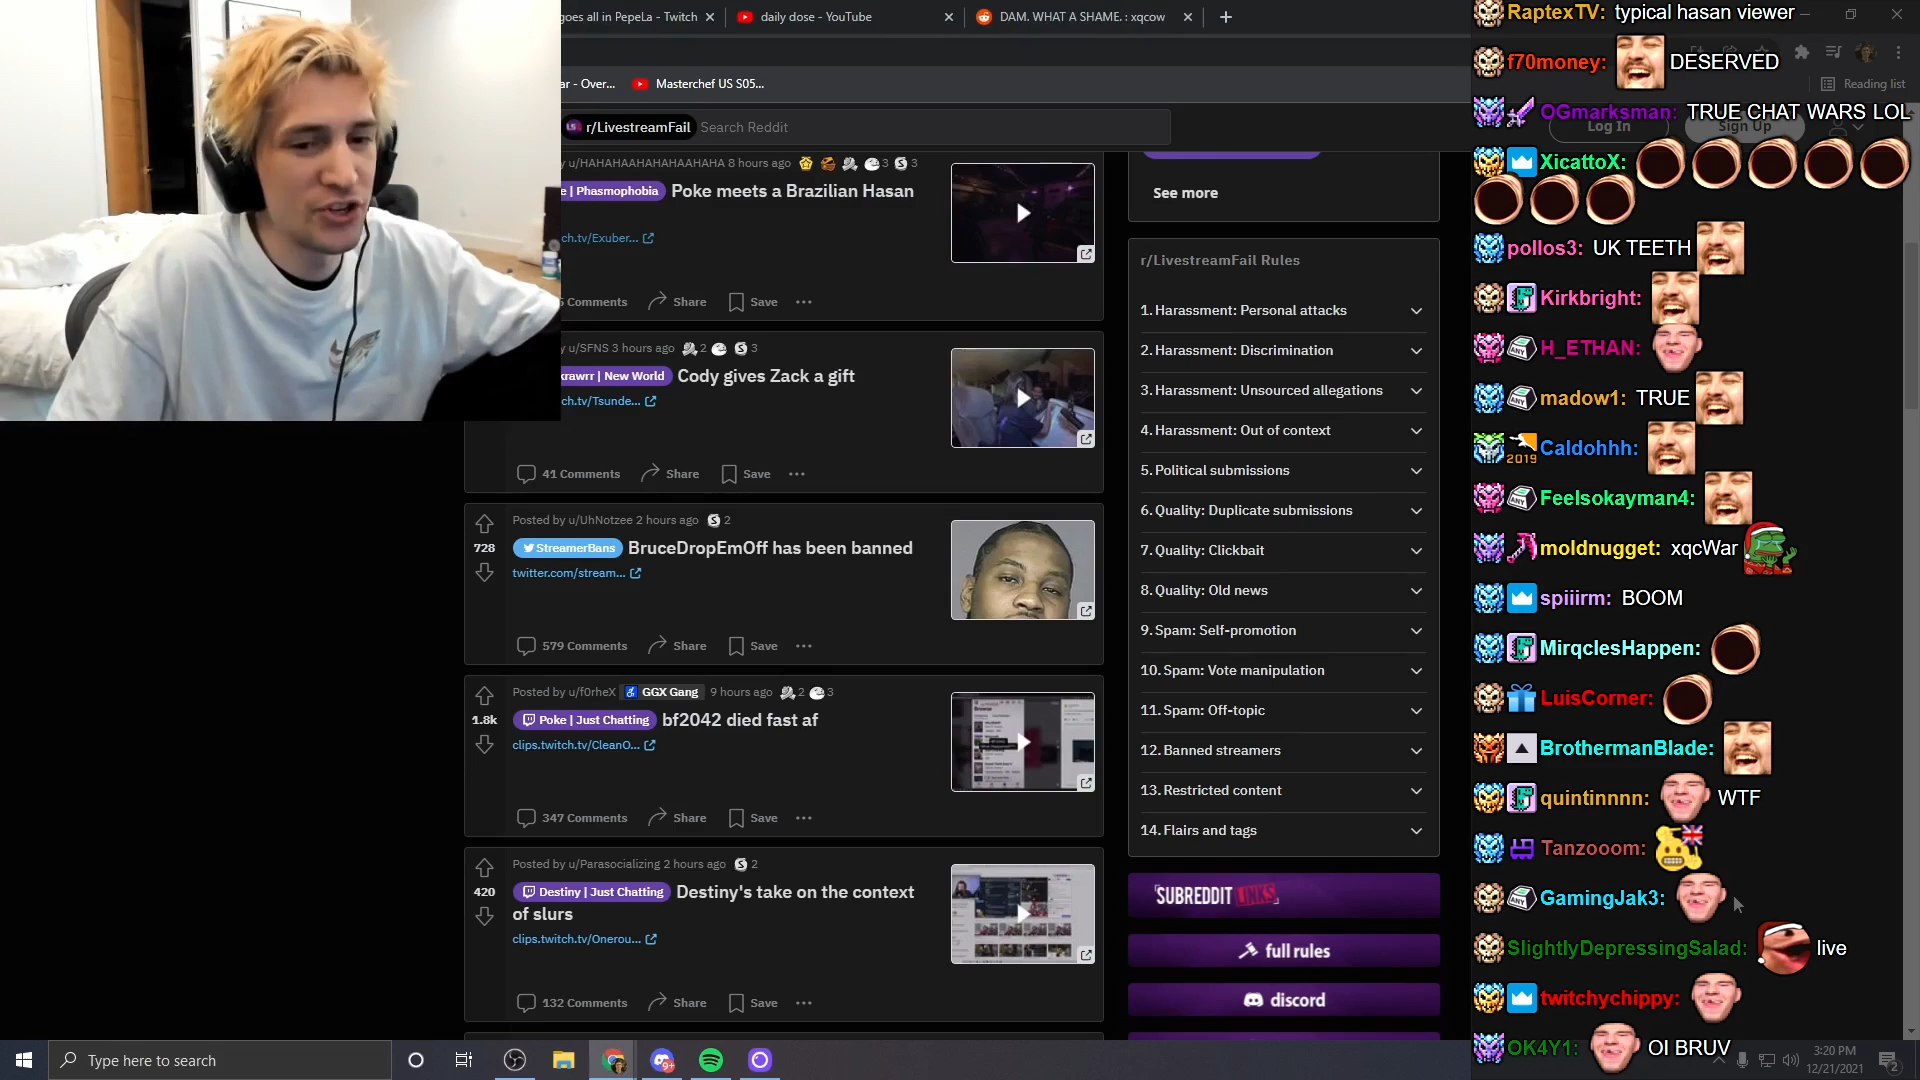 goes all in PepeLa - Twitch
daily dose - YouTube
DAM. WHAT A SHAME. : xqcow
ar - Over...
Masterchef US S05...
Reading list
r/LivestreamFail
Search Reddit
Log In
Sign Up
y u/HAHAHAAHAHAHAAHAHA 8 hours ago
3
3
e | Phasmophobia
Poke meets a Brazilian Hasan
ch.tv/Exuber...
Comments
Share
Save
y u/SFNS 3 hours ago
2
3
krawrr | New World
Cody gives Zack a gift
ch.tv/Tsunde...
41 Comments
Share
Save
Posted by u/UhNotzee 2 hours ago
2
728
StreamerBans
BruceDropEmOff has been banned
twitter.com/stream...
579 Comments
Share
Save
Posted by u/f0rheX
GGX Gang
9 hours ago
2
3
1.8k
Poke | Just Chatting
bf2042 died fast af
clips.twitch.tv/CleanO...
347 Comments
Share
Save
Posted by u/Parasocializing 2 hours ago
2
420
Destiny | Just Chatting
Destiny's take on the context
of slurs
clips.twitch.tv/Onerou...
132 Comments
Share
Save
See more
r/LivestreamFail Rules
1. Harassment: Personal attacks
2. Harassment: Discrimination
3. Harassment: Unsourced allegations
4. Harassment: Out of context
5. Political submissions
6. Quality: Duplicate submissions
7. Quality: Clickbait
8. Quality: Old news
9. Spam: Self-promotion
10. Spam: Vote manipulation
11. Spam: Off-topic
12. Banned streamers
13. Restricted content
14. Flairs and tags
SUBREDDIT LINKS
full rules
discord
RaptexTV: typical hasan viewer
f70money: DESERVED
OGmarksman: TRUE CHAT WARS LOL
XicattoX:
pollos3: UK TEETH
Kirkbright:
H_ETHAN:
madow1: TRUE
2019 Caldohhh:
Feelsokayman4:
moldnugget: xqcWar
spiiirm: BOOM
MirqclesHappen:
LuisCorner:
BrothermanBlade:
quintinnnn: WTF
Tanzooom:
GamingJak3:
SlightlyDepressingSalad: live
twitchychippy:
OK4Y1: OI BRUV
Type here to search
9+
3:20 PM
12/21/2021
2